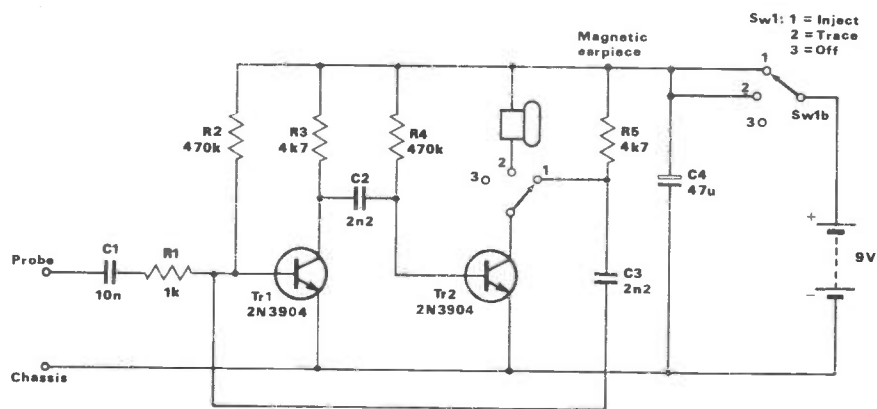 Sw1: 1 = Inject
2 = Trace
3 = Off
Magnetic
earpiece
1
2
3
Sw1b
R2
470k
R3
4k7
R4
470k
R5
4k7
2
3
1
C2
2n2
C4
47u
+
9V
−
C1
10n
R1
1k
Probe
Tr1
2N3904
Tr2
2N3904
C3
2n2
Chassis